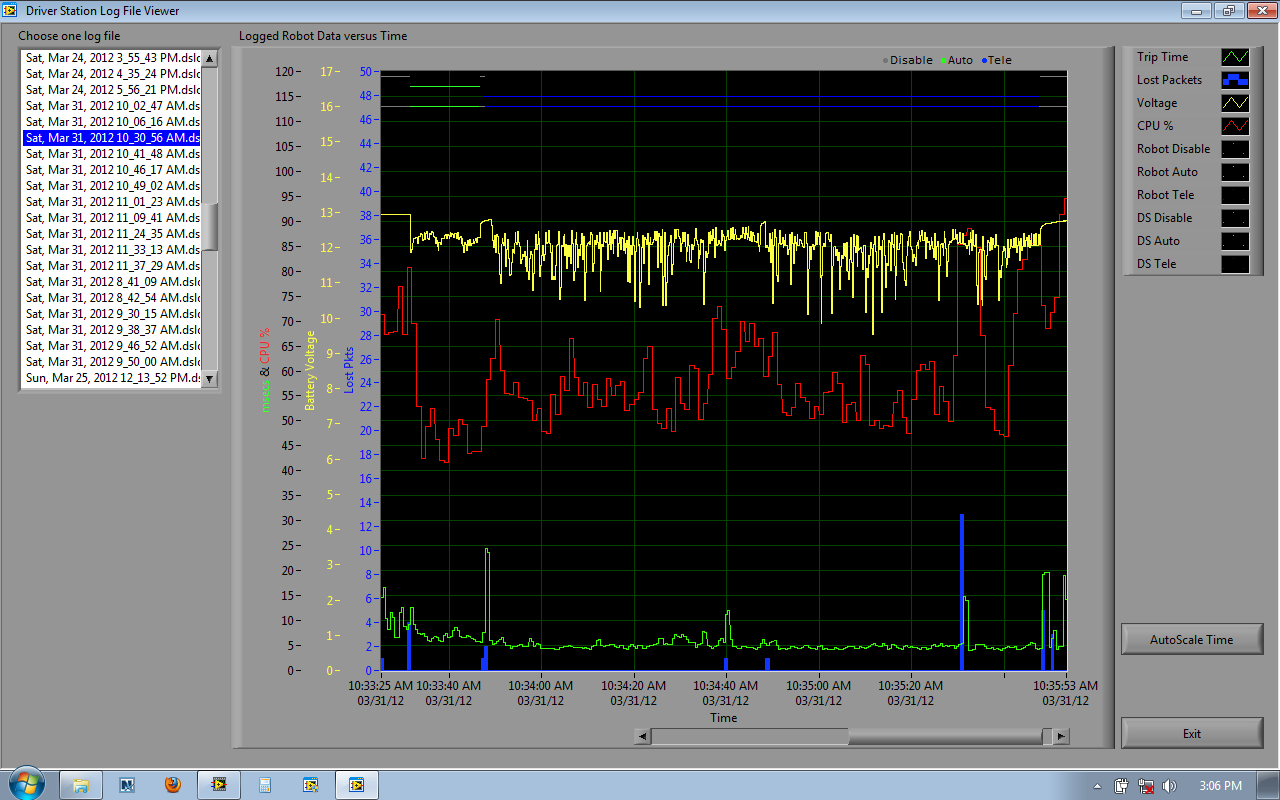 Driver Station Log File Viewer
Choose one log file
Sat, Mar 24, 2012 3_55_43 PM.dslo
Sat, Mar 24, 2012 4_35_24 PM.dslo
Sat, Mar 24, 2012 5_56_21 PM.dslo
Sat, Mar 31, 2012 10_02_47 AM.ds
Sat, Mar 31, 2012 10_06_16 AM.ds
Sat, Mar 31, 2012 10_30_56 AM.ds
Sat, Mar 31, 2012 10_41_48 AM.ds
Sat, Mar 31, 2012 10_46_17 AM.ds
Sat, Mar 31, 2012 10_49_02 AM.ds
Sat, Mar 31, 2012 11_01_23 AM.ds
Sat, Mar 31, 2012 11_09_41 AM.ds
Sat, Mar 31, 2012 11_24_35 AM.ds
Sat, Mar 31, 2012 11_33_13 AM.ds
Sat, Mar 31, 2012 11_37_29 AM.ds
Sat, Mar 31, 2012 8_41_09 AM.dslo
Sat, Mar 31, 2012 8_42_54 AM.dslo
Sat, Mar 31, 2012 9_30_15 AM.dslo
Sat, Mar 31, 2012 9_38_37 AM.dslo
Sat, Mar 31, 2012 9_46_52 AM.dslo
Sat, Mar 31, 2012 9_50_00 AM.dslo
Sun, Mar 25, 2012 12_13_52 PM.ds
Logged Robot Data versus Time
Disable Auto Tele
msecs & CPU %
120
115
110
105
100
95
90
85
80
75
70
65
60
55
50
45
40
35
30
25
20
15
10
5
0
Battery Voltage
17
16
15
14
13
12
11
10
9
8
7
6
5
4
3
2
1
0
Lost Pkts
50
48
46
44
42
40
38
36
34
32
30
28
26
24
22
20
18
16
14
12
10
8
6
4
2
0
10:33:25 AM 10:33:40 AM 10:34:00 AM 10:34:20 AM 10:34:40 AM 10:35:00 AM 10:35:20 AM 10:35:53 AM
03/31/12 03/31/12 03/31/12 03/31/12 03/31/12 03/31/12 03/31/12 03/31/12
Time
Trip Time
Lost Packets
Voltage
CPU %
Robot Disable
Robot Auto
Robot Tele
DS Disable
DS Auto
DS Tele
AutoScale Time
Exit
3:06 PM